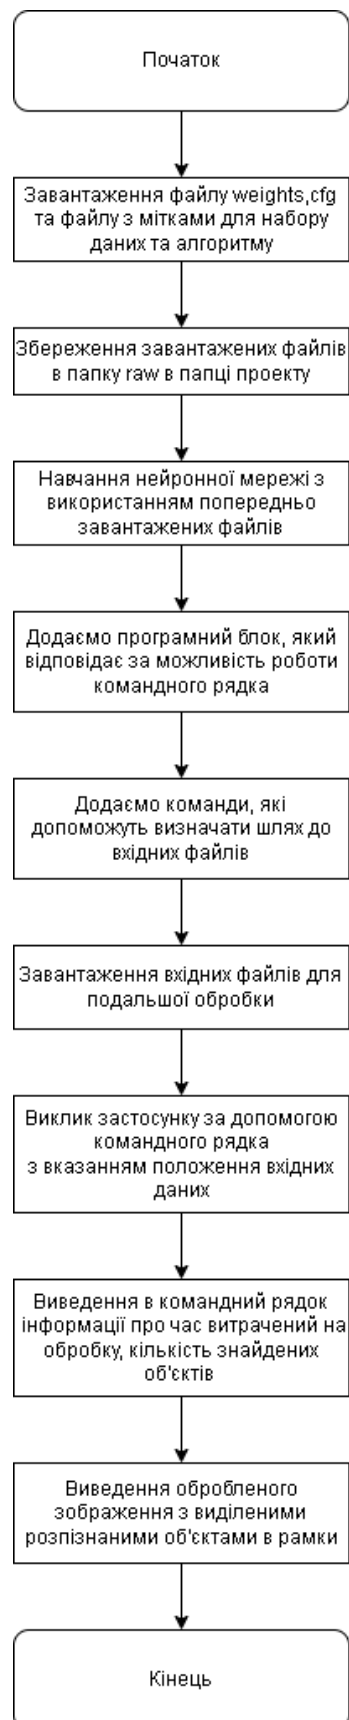 Початок
Завантаження файлу weights,cfg
та файлу з мітками для набору
даних та алгоритму
Збереження завантажених файлів
в папку raw в папці проекту
Навчання нейронної мережі з
використанням попередньо
завантажених файлів
Додаємо програмний блок, який
відповідає за можливість роботи
командного рядка
Додаємо команди, які
допоможуть визначати шлях до
вхідних файлів
Завантаження вхідних файлів для
подальшої обробки
Виклик застосунку за допомогою
командного рядка
з вказанням положення вхідних
даних
Виведення в командний рядок
інформації про час витрачений на
обробку, кількість знайдених
об'єктів
Виведення обробленого
зображення з виділеними
розпізнаними об'єктами в рамки
Кінець